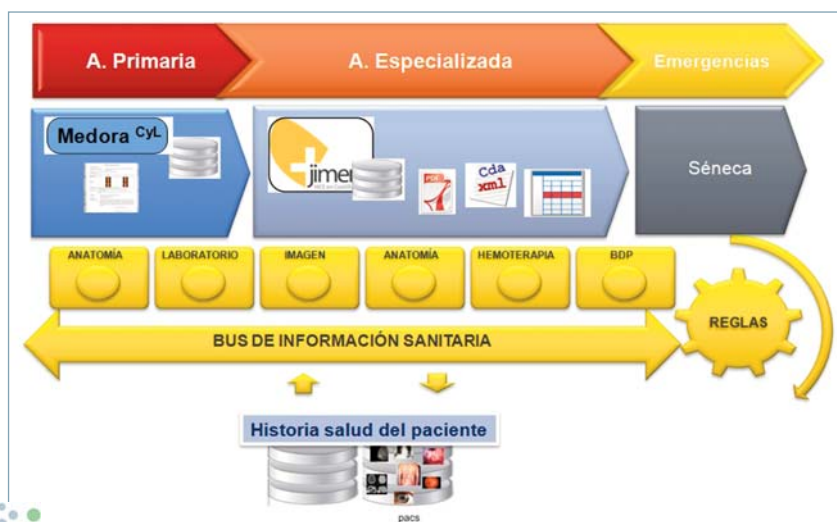 A. Primaria
A. Especializada
Emergencias
Medora CyL
jimen
PDF
Cda
xml
Séneca
ANATOMÍA
LABORATORIO
IMAGEN
ANATOMÍA
HEMOTERAPIA
BDP
REGLAS
BUS DE INFORMACIÓN SANITARIA
Historia salud del paciente
pacs